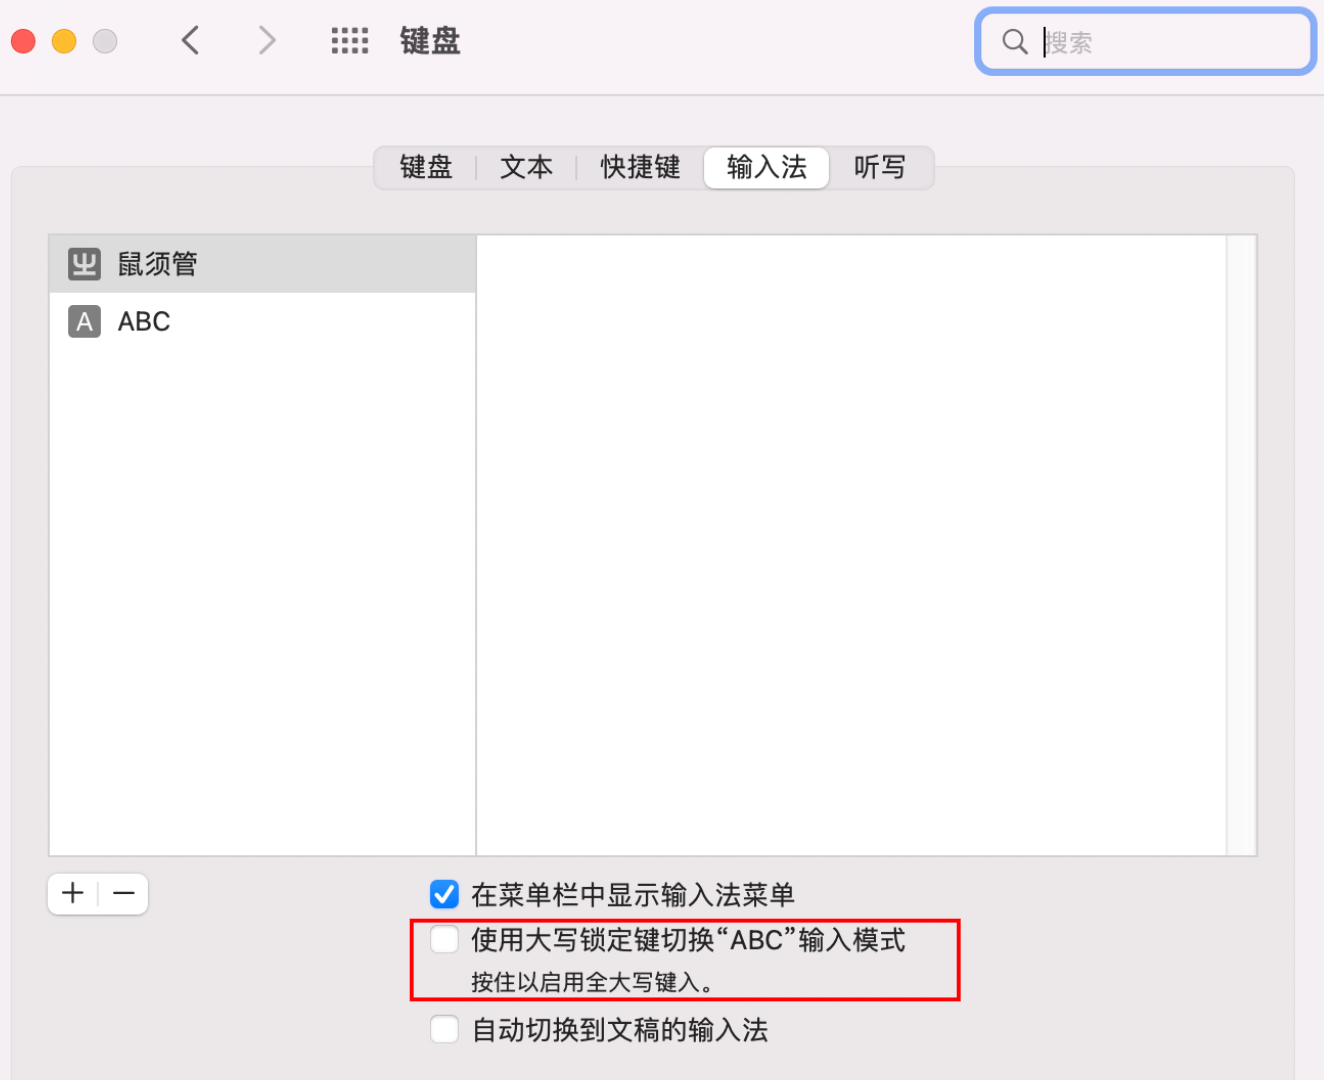 键盘
搜索
键盘 文本 快捷键 输入法 听写
鼠须管
A ABC
在菜单栏中显示输入法菜单
使用大写锁定键切换“ABC”输入模式
按住以启用全大写键入。
自动切换到文稿的输入法